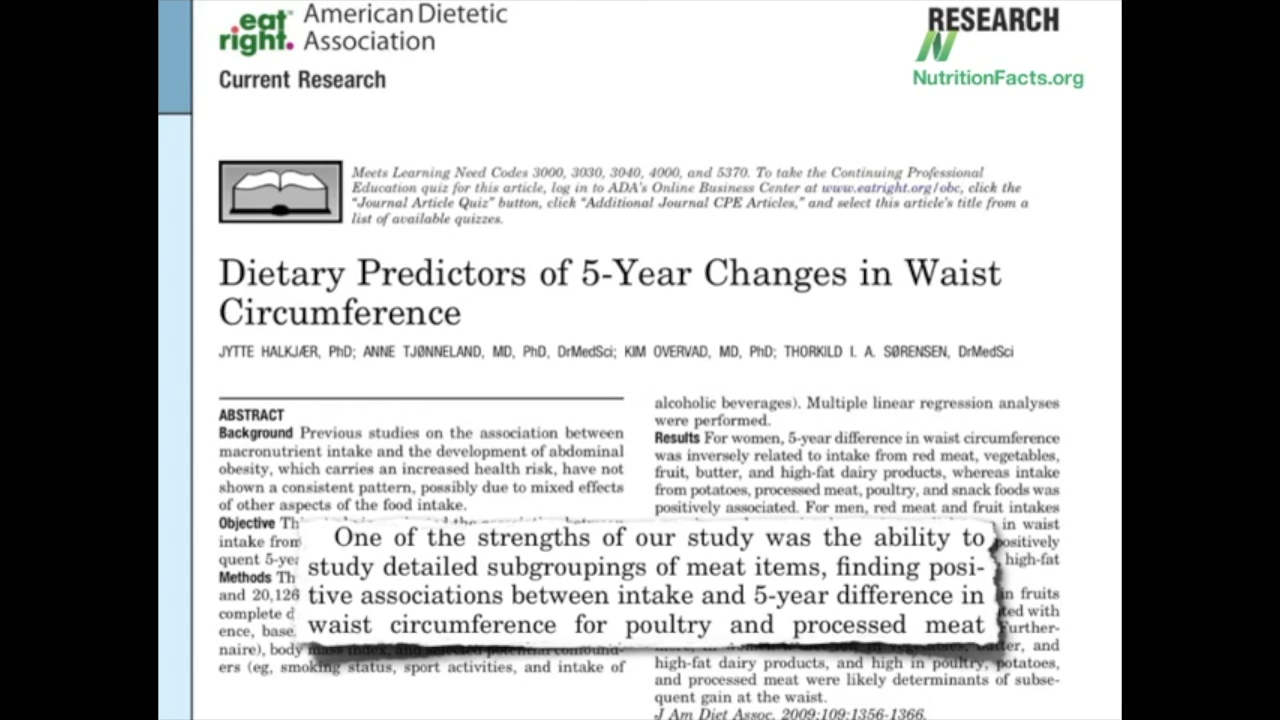 eat right. American Dietetic
Association
RESEARCH
NutritionFacts.org
Current Research
Meets Learning Need Codes 3000, 3030, 3040, 4000, and 5370. To take the Continuing Professional
Education quiz for this article, log in to ADA's Online Business Center at www.eatright.org/obc, click the
"Journal Article Quiz" button, click "Additional Journal CPE Articles," and select this article's title from a
list of available quizzes.
Dietary Predictors of 5-Year Changes in Waist
Circumference
JYTTE HALKJÆR, PhD; ANNE TJØNNELAND, MD, PhD, DrMedSci; KIM OVERVAD, MD, PhD; THORKILD I. A. SØRENSEN, DrMedSci
ABSTRACT
Background Previous studies on the association between
macronutrient intake and the development of abdominal
obesity, which carries an increased health risk, have not
shown a consistent pattern, possibly due to mixed effects
of other aspects of the food intake.
Objective
intake from
quent 5-yea
Methods Th
and 20,126
complete d
ence, base
naire), body
ers (eg, smoking status, sport activities, and intake of
alcoholic beverages). Multiple linear regression analyses
were performed.
Results For women, 5-year difference in waist circumference
was inversely related to intake from red meat, vegetables,
fruit, butter, and high-fat dairy products, whereas intake
from potatoes, processed meat, poultry, and snack foods was
positively associated. For men, red meat and fruit intakes
in waist
ositively
high-fat
in fruits
ted with
urther-
and
high-fat dairy products, and high in poultry, potatoes,
and processed meat were likely determinants of subse-
quent gain at the waist.
J Am Diet Assoc. 2009;109:1356-1366.
One of the strengths of our study was the ability to
study detailed subgroupings of meat items, finding posi-
tive associations between intake and 5-year difference in
waist circumference for poultry and processed meat